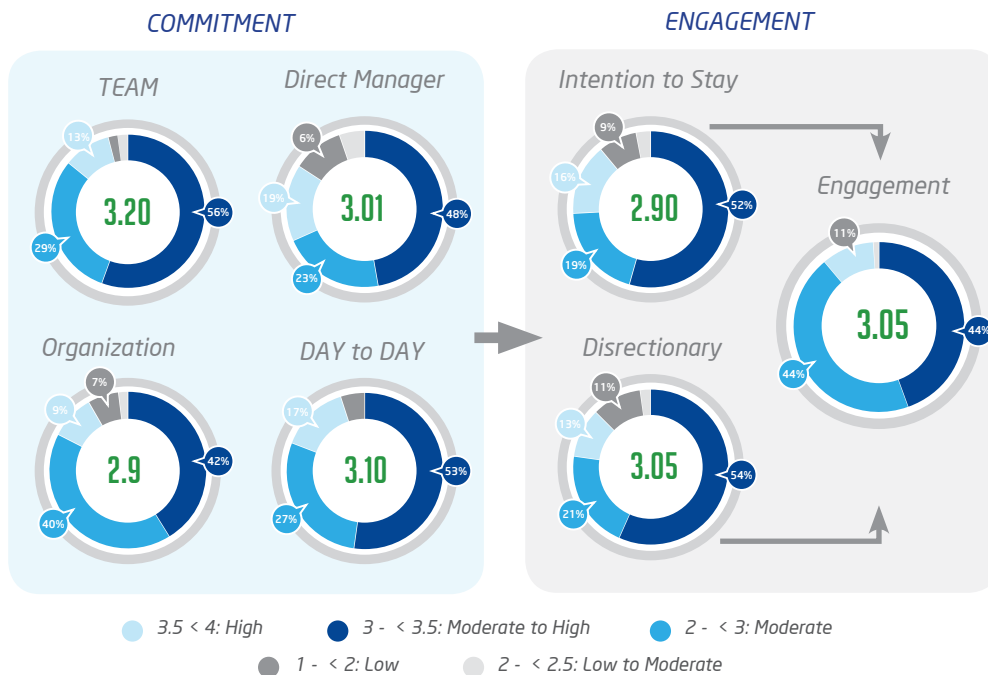 COMMITMENT
TEAM
13%
3.20
56%
29%
Direct Manager
6%
19%
3.01
48%
23%
Organization
7%
9%
2.9
42%
40%
DAY to DAY
17%
3.10
53%
27%
ENGAGEMENT
Intention to Stay
9%
16%
2.90
52%
19%
Disrectionary
11%
13%
3.05
54%
21%
Engagement
11%
3.05
44%
44%
3.5 < 4: High
3 - < 3.5: Moderate to High
2 - < 3: Moderate
1 - < 2: Low
2 - < 2.5: Low to Moderate